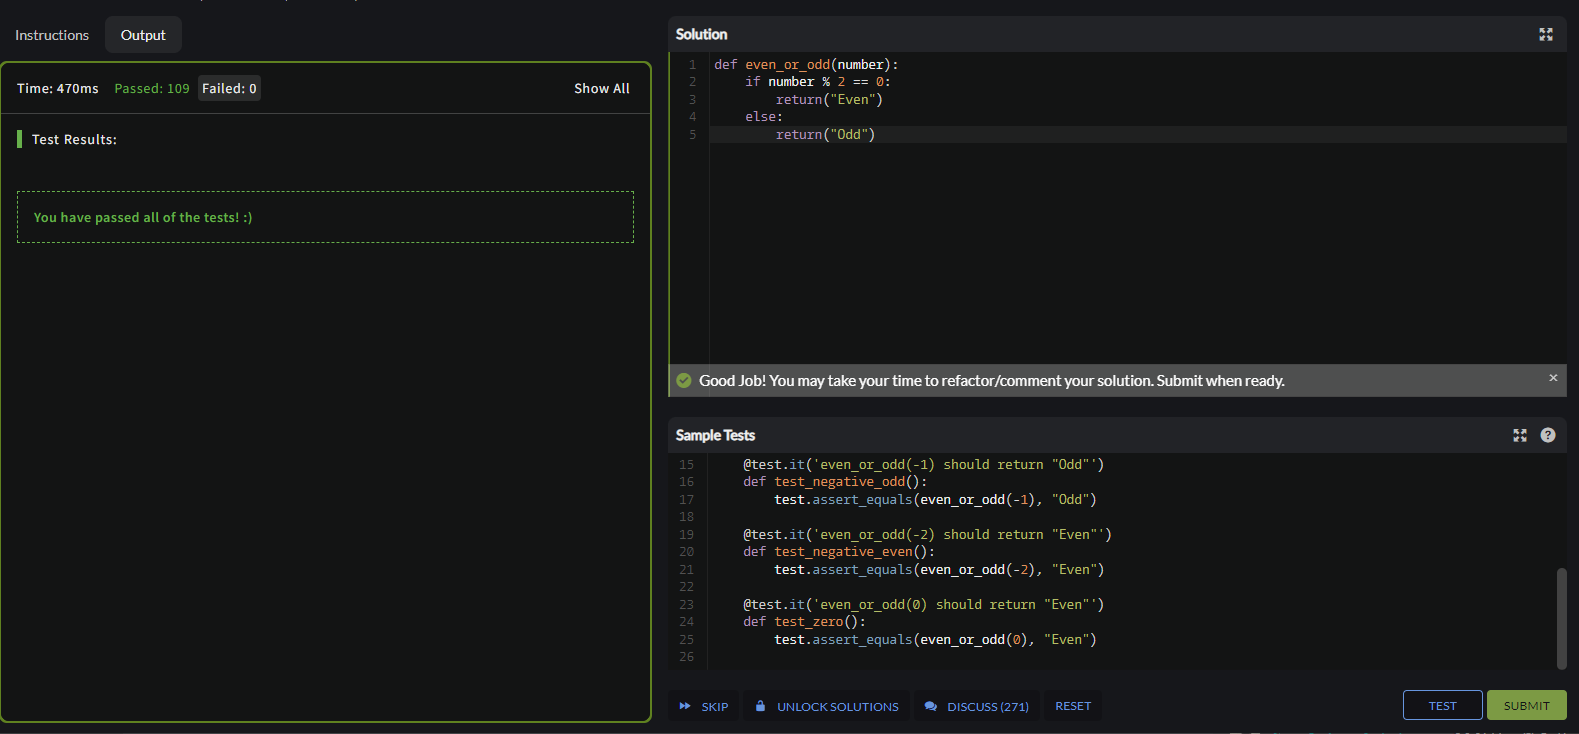 Instructions
Output
Time: 470ms Passed: 109 Failed: 0 Show All
Test Results:
You have passed all of the tests! :)
Solution
1 def even_or_odd(number):
2     if number % 2 == 0:
3         return("Even")
4     else:
5         return("Odd")
Good Job! You may take your time to refactor/comment your solution. Submit when ready.
×
Sample Tests
?
15     @test.it('even_or_odd(-1) should return "Odd"')
16     def test_negative_odd():
17         test.assert_equals(even_or_odd(-1), "Odd")
18
19     @test.it('even_or_odd(-2) should return "Even"')
20     def test_negative_even():
21         test.assert_equals(even_or_odd(-2), "Even")
22
23     @test.it('even_or_odd(0) should return "Even"')
24     def test_zero():
25         test.assert_equals(even_or_odd(0), "Even")
26
SKIP UNLOCK SOLUTIONS DISCUSS (271) RESET TEST SUBMIT